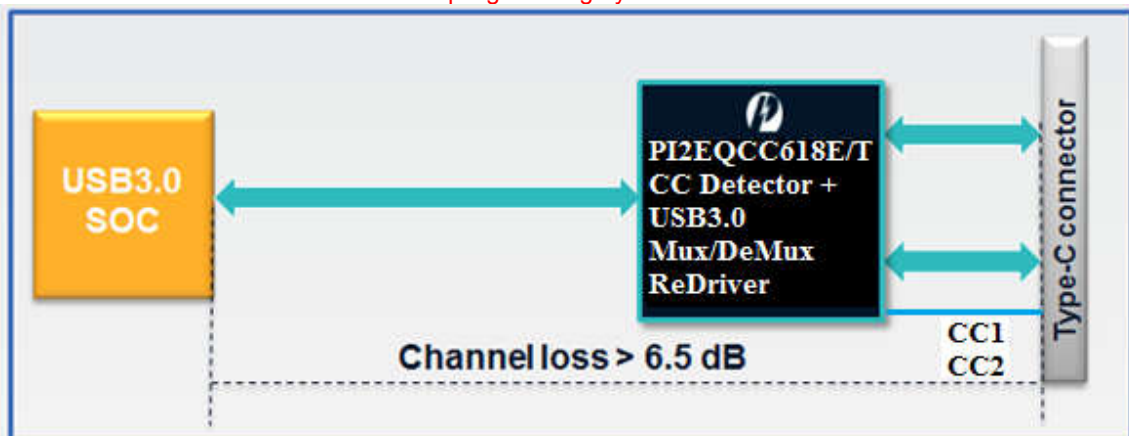 USB3.0
SOC
PI2EQCC618E/T
CC Detector +
USB3.0
Mux/DeMux
ReDriver
Type-C connector
CC1
CC2
Channel loss > 6.5 dB